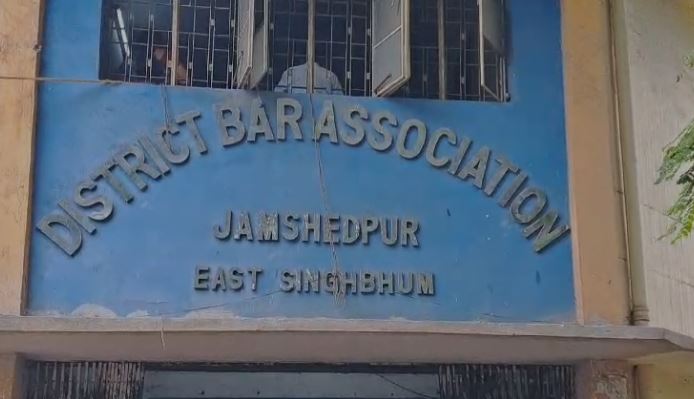 DISTRICT BAR ASSOCIATION
JAMSHEDPUR
EAST SINGHBHUM